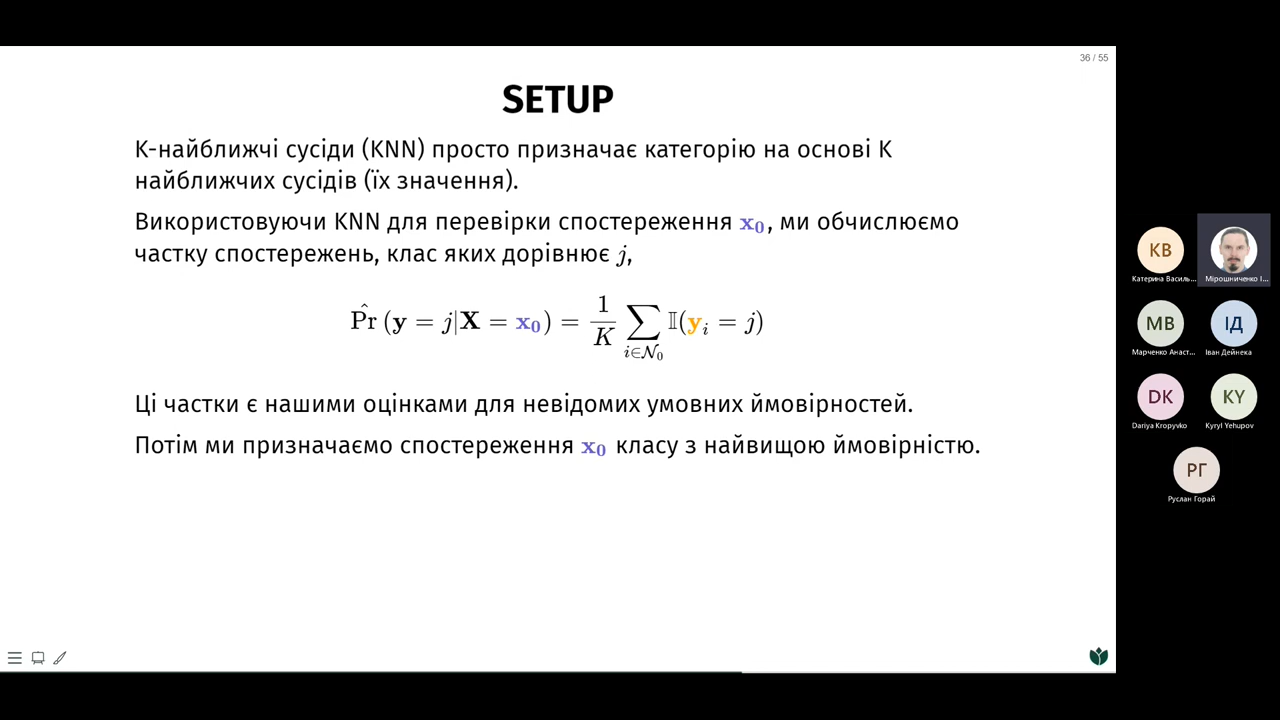 36 / 55
SETUP
K-найближчі сусіди (KNN) просто призначає категорію на основі K
найближчих сусідів (їх значення).
Використовуючи KNN для перевірки спостереження x₀, ми обчислюємо
частку спостережень, клас яких дорівнює j,
P̂r (y = j|X = x₀) = 1/K ∑_{i∈𝒩₀} 𝕀(yᵢ = j)
Ці частки є нашими оцінками для невідомих умовних ймовірностей.
Потім ми призначаємо спостереження x₀ класу з найвищою ймовірністю.
КВ
Катерина Василь...
Мірошниченко І...
МВ
Марченко Анаст...
ІД
Іван Дейнека
DK
Dariya Kropyvko
KY
Kyryl Yehupov
РГ
Руслан Горай